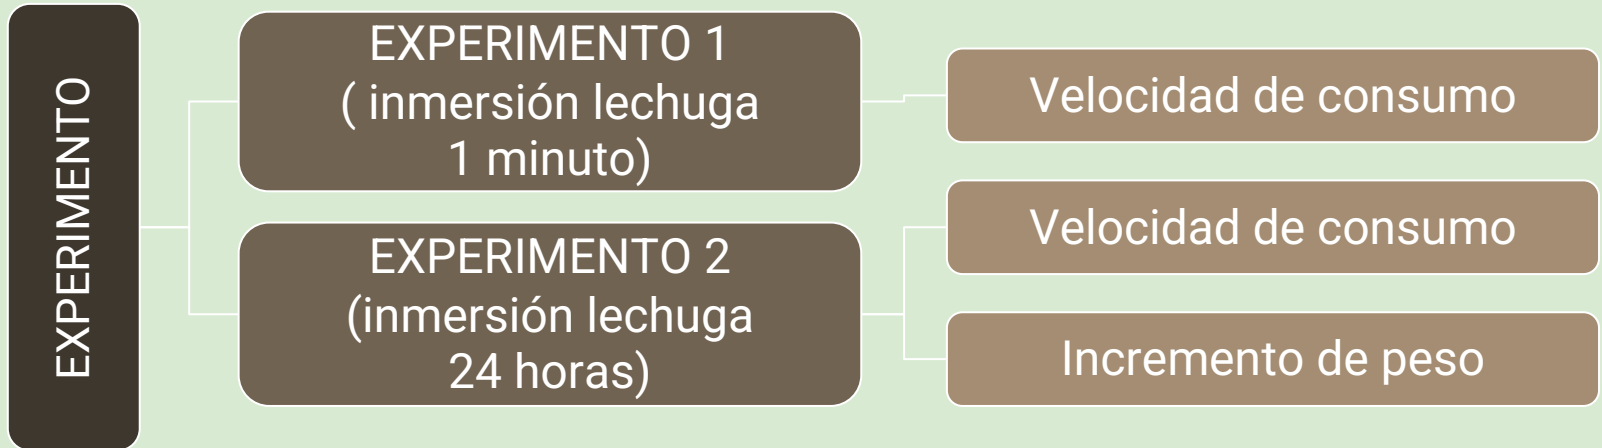 EXPERIMENTO
EXPERIMENTO 1
( inmersión lechuga
1 minuto)
Velocidad de consumo
EXPERIMENTO 2
(inmersión lechuga
24 horas)
Velocidad de consumo
Incremento de peso